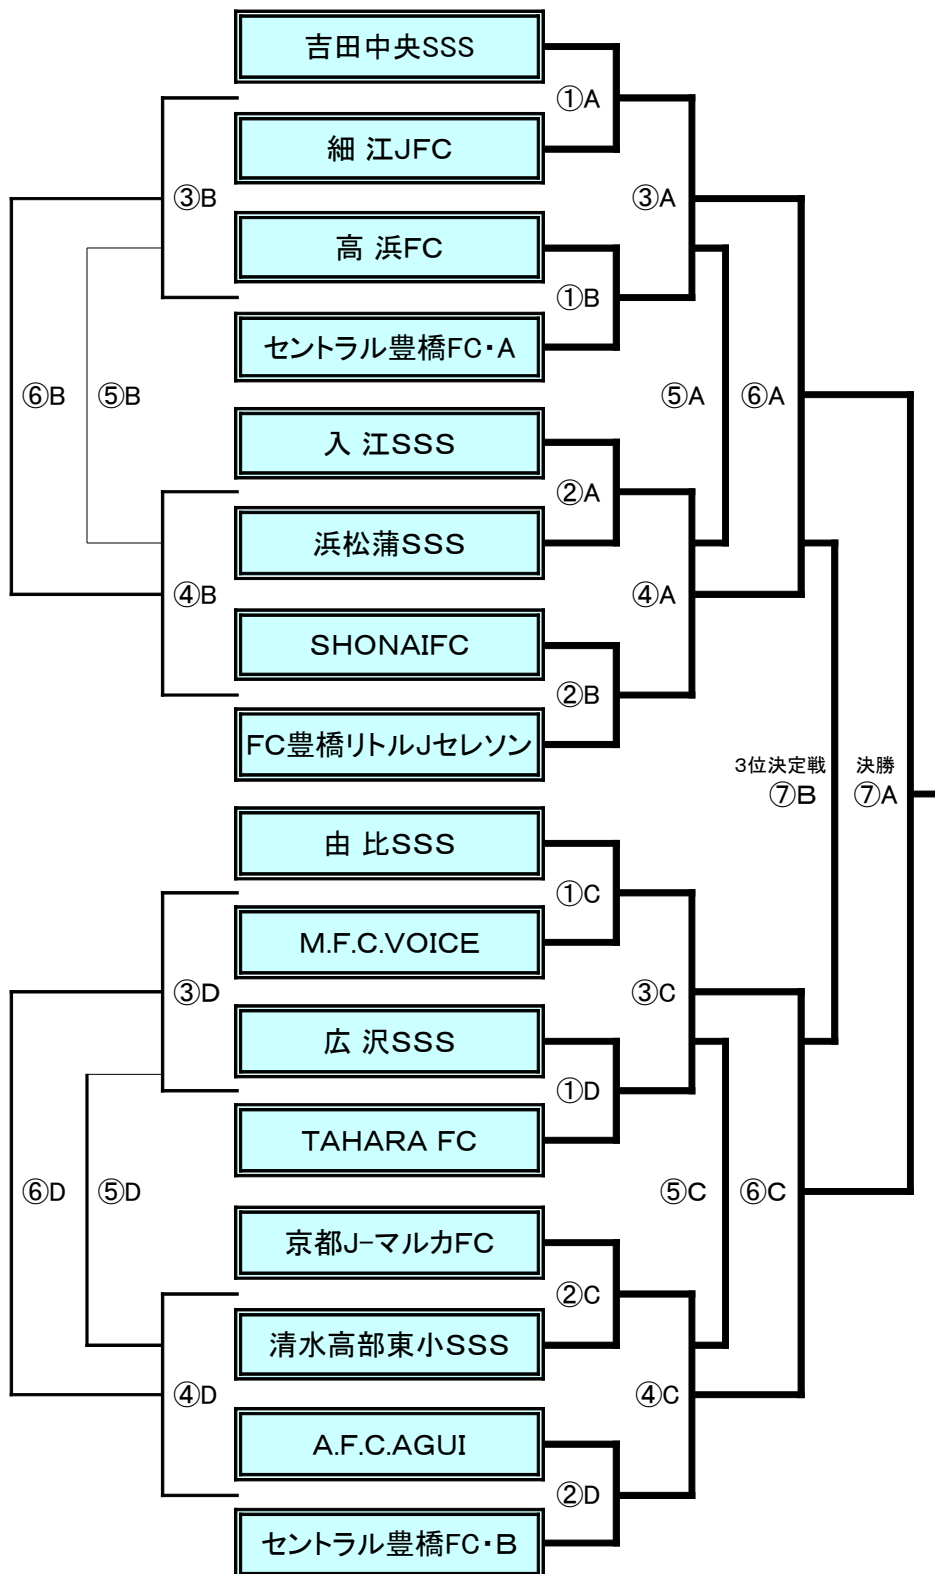 吉田中央SSS
①A
細 江JFC
③B
③A
高 浜FC
①B
セントラル豊橋FC・A
⑥B
⑤B
⑤A
⑥A
入 江SSS
②A
浜松蒲SSS
④B
④A
SHONAIFC
②B
FC豊橋リトルJセレソン
3位決定戦
⑦B
決勝
⑦A
由 比SSS
①C
M.F.C.VOICE
③D
③C
広 沢SSS
①D
TAHARA FC
⑥D
⑤D
⑤C
⑥C
京都J-マルカFC
②C
清水高部東小SSS
④D
④C
A.F.C.AGUI
②D
セントラル豊橋FC・B